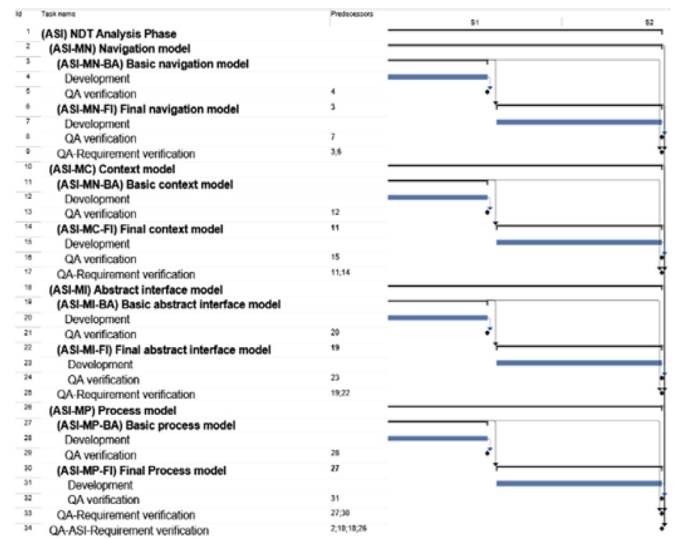 Id Task name Predecessors S1 S2
1 (ASI) NDT Analysis Phase
2 (ASI-MN) Navigation model
3 (ASI-MN-BA) Basic navigation model
4 Development
5 QA verification 4
6 (ASI-MN-FI) Final navigation model 3
7 Development
8 QA verification 7
9 QA-Requirement verification 3,6
10 (ASI-MC) Context model
11 (ASI-MN-BA) Basic context model
12 Development
13 QA verification 12
14 (ASI-MC-FI) Final context model 11
15 Development
16 QA verification 15
17 QA-Requirement verification 11;14
18 (ASI-MI) Abstract interface model
19 (ASI-MI-BA) Basic abstract interface model
20 Development
21 QA verification 20
22 (ASI-MI-FI) Final abstract interface model 19
23 Development
24 QA verification 23
25 QA-Requirement verification 19;22
26 (ASI-MP) Process model
27 (ASI-MP-BA) Basic process model
28 Development
29 QA verification 28
30 (ASI-MP-FI) Final Process model 27
31 Development
32 QA verification 31
33 QA-Requirement verification 27;30
34 QA-ASI-Requirement verification 2;10;18;26